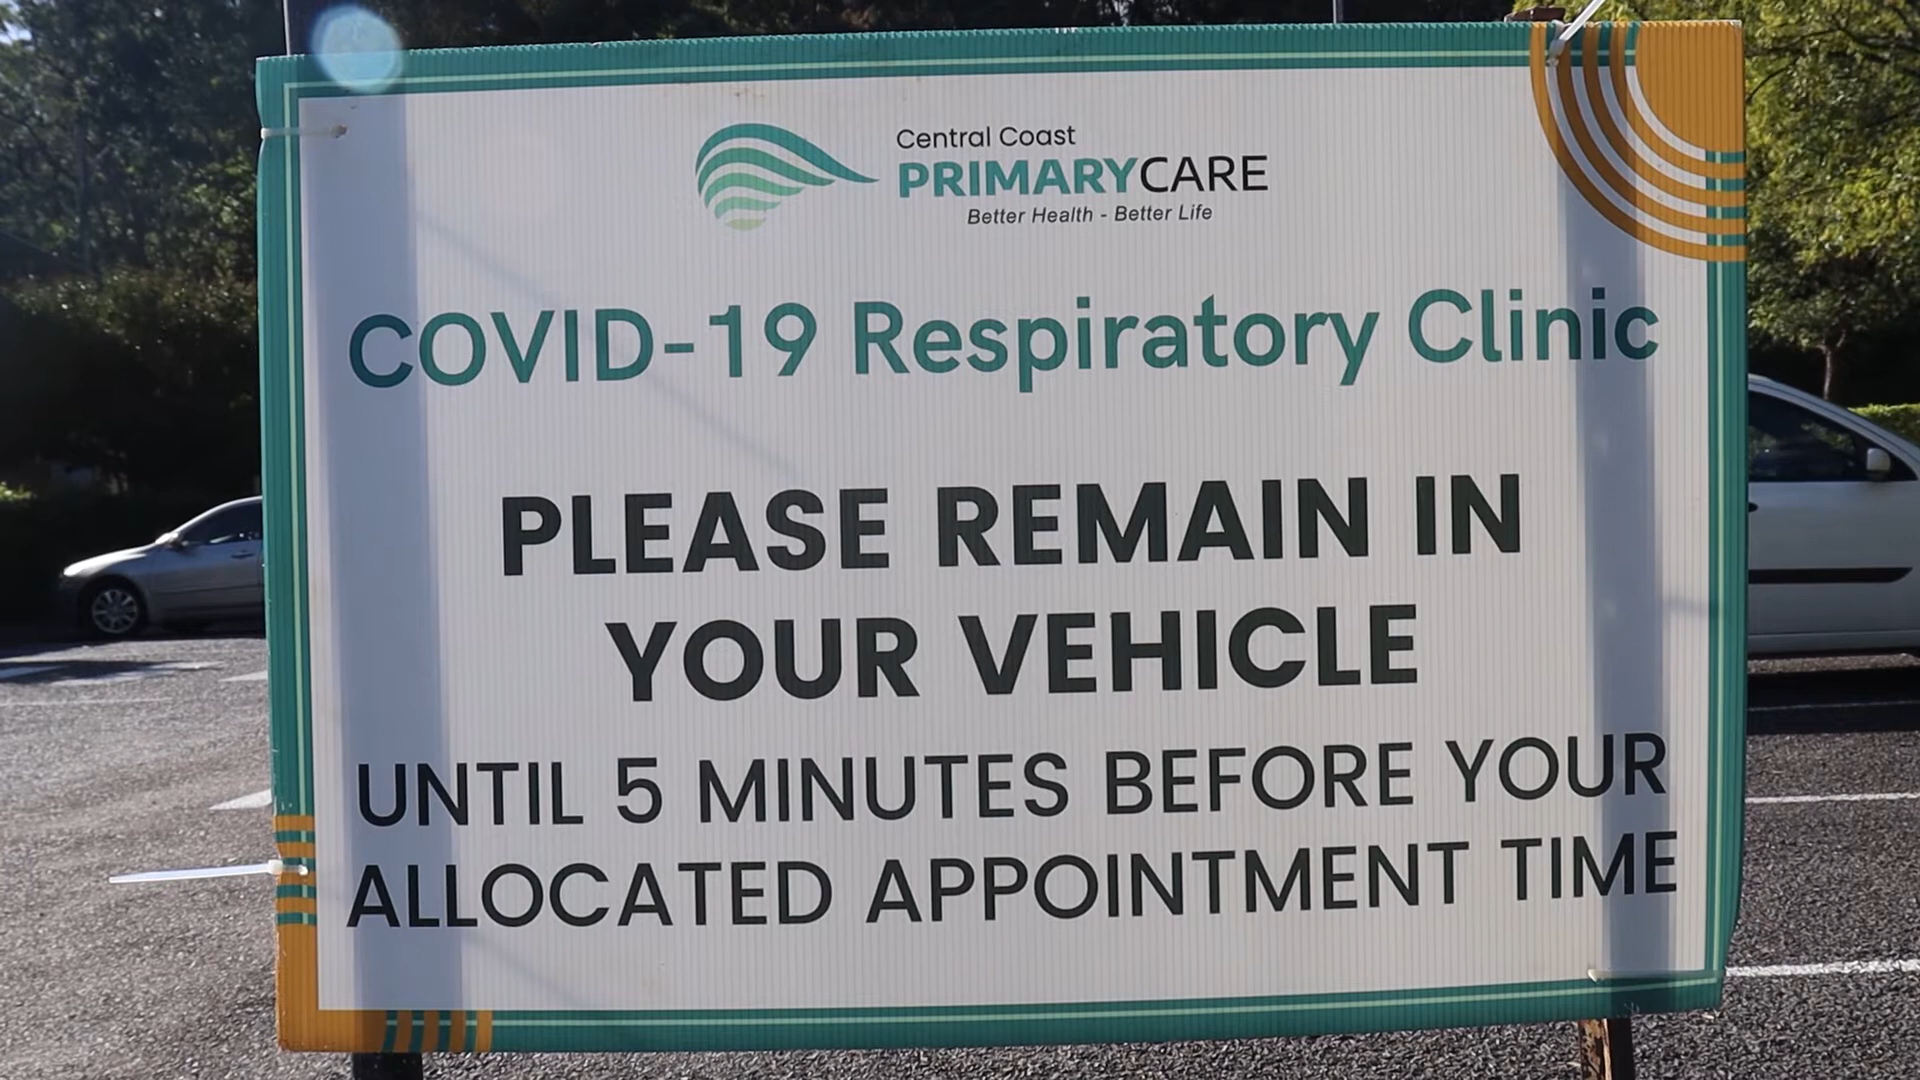 Central Coast
PRIMARYCARE
Better Health - Better Life
COVID-19 Respiratory Clinic
PLEASE REMAIN IN
YOUR VEHICLE
UNTIL 5 MINUTES BEFORE YOUR
ALLOCATED APPOINTMENT TIME